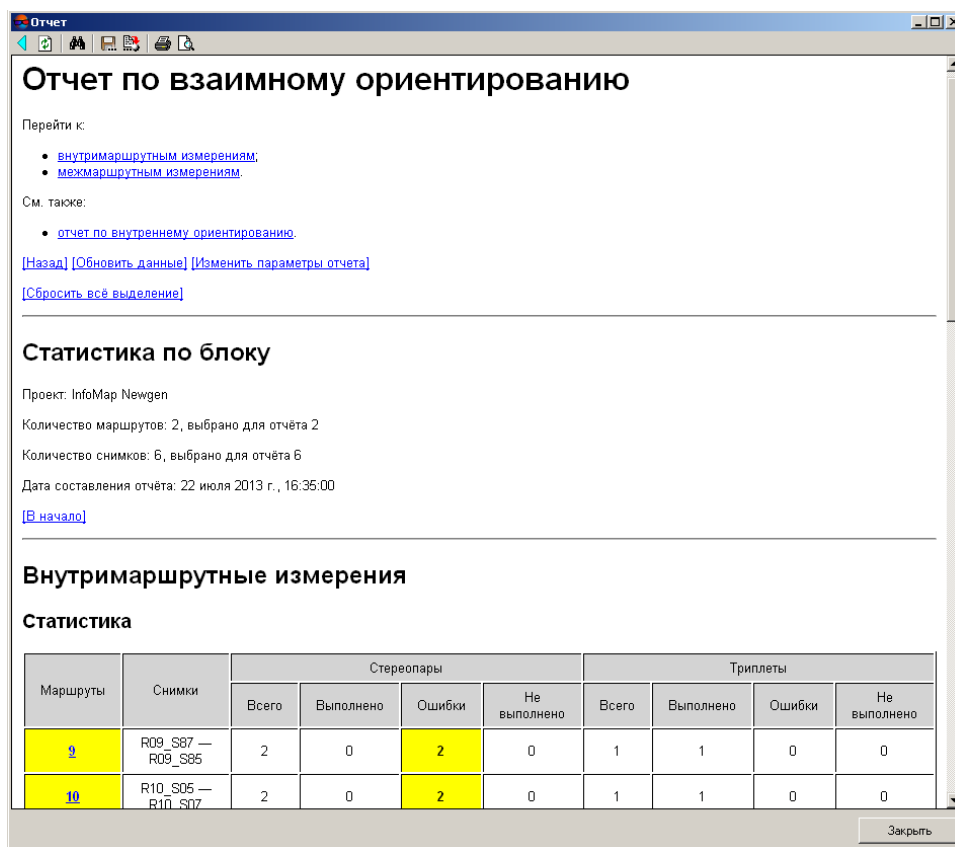 Отчет
Отчет по взаимному ориентированию
Перейти к:
внутримаршрутным измерениям;
межмаршрутным измерениям.
См. также:
отчет по внутреннему ориентированию.
[Назад] [Обновить данные] [Изменить параметры отчета]
[Сбросить всё выделение]
Статистика по блоку
Проект: InfoMap Newgen
Количество маршрутов: 2, выбрано для отчёта 2
Количество снимков: 6, выбрано для отчёта 6
Дата составления отчёта: 22 июля 2013 г., 16:35:00
[В начало]
Внутримаршрутные измерения
Статистика
Маршруты Снимки Стереопары Триплеты
Всего Выполнено Ошибки Не выполнено Всего Выполнено Ошибки Не выполнено
9 R09_S87 — R09_S85 2 0 2 0 1 1 0 0
10 R10_S05 — R10_S07 2 0 2 0 1 1 0 0
Закрыть